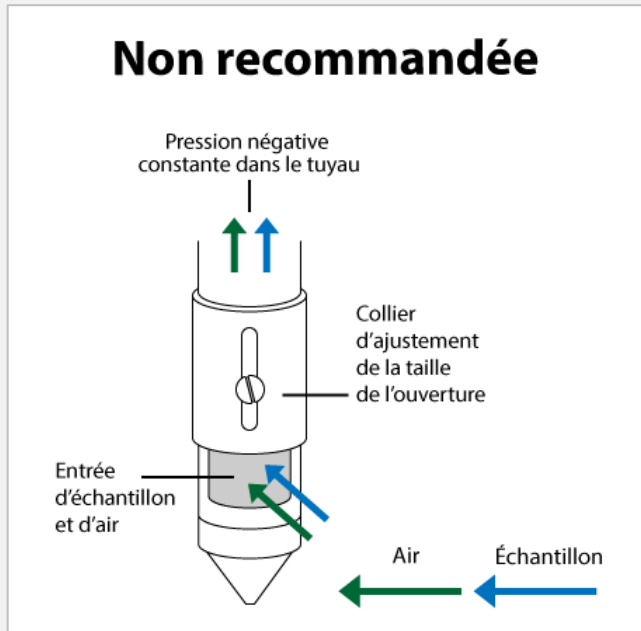 Non recommandée
Pression négative
constante dans le tuyau
Collier
d'ajustement
de la taille
de l'ouverture
Entrée
d'échantillon
et d'air
Air
Échantillon